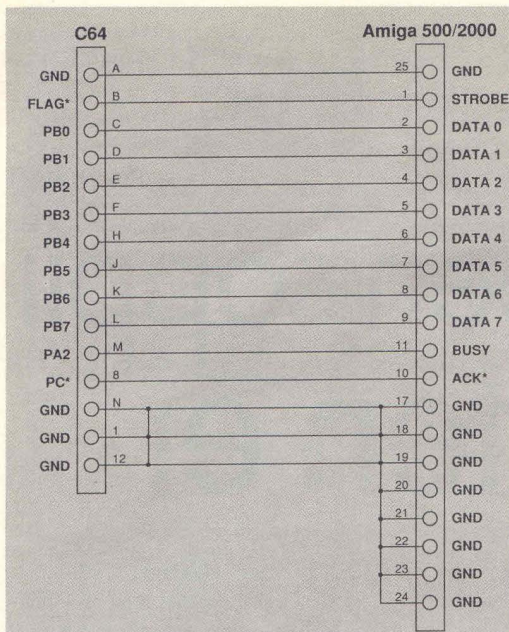 C64 Amiga 500/2000
GND A 25 GND
FLAG* B 1 STROBE
PB0 C 2 DATA 0
PB1 D 3 DATA 1
PB2 E 4 DATA 2
PB3 F 5 DATA 3
PB4 H 6 DATA 4
PB5 J 7 DATA 5
PB6 K 8 DATA 6
PB7 L 9 DATA 7
PA2 M 11 BUSY
PC* 8 10 ACK*
GND N 17 GND
GND 1 18 GND
GND 12 19 GND
20 GND
21 GND
22 GND
23 GND
24 GND